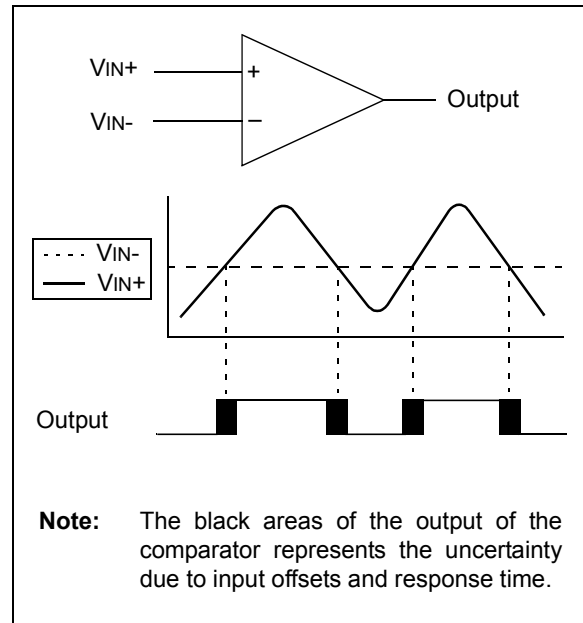 VIN+
+
Output
VIN-
–
VIN-
VIN+
Output
Note: The black areas of the output of the
comparator represents the uncertainty
due to input offsets and response time.